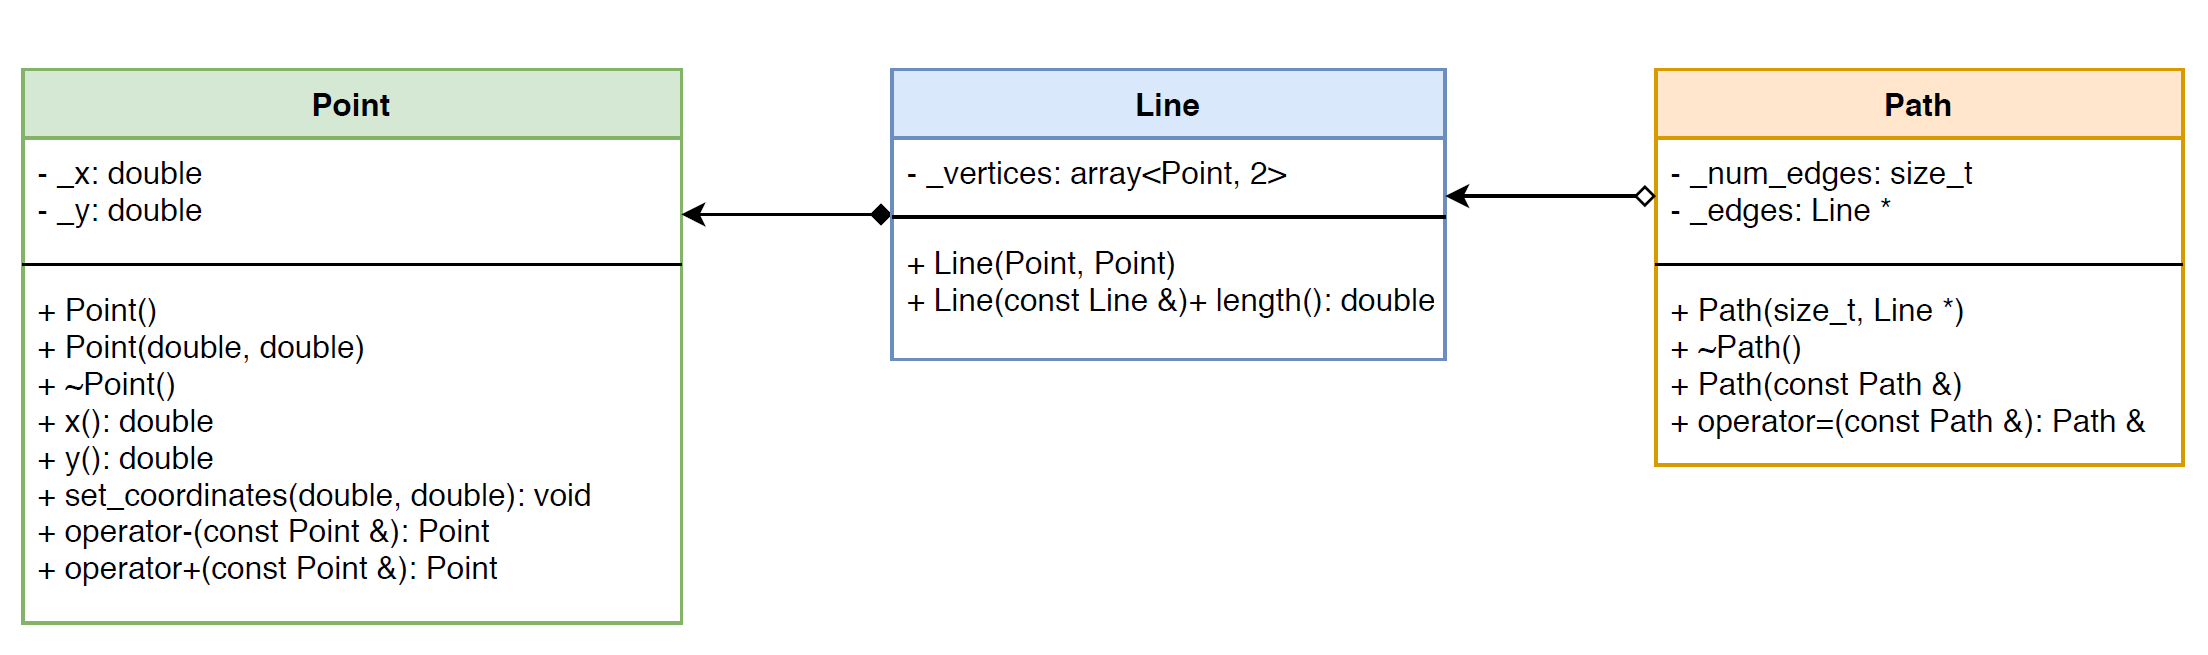 Point
- _x: double
- _y: double
+ Point()
+ Point(double, double)
+ ~Point()
+ x(): double
+ y(): double
+ set_coordinates(double, double): void
+ operator-(const Point &): Point
+ operator+(const Point &): Point
Line
- _vertices: array<Point, 2>
+ Line(Point, Point)
+ Line(const Line &)+ length(): double
Path
- _num_edges: size_t
- _edges: Line *
+ Path(size_t, Line *)
+ ~Path()
+ Path(const Path &)
+ operator=(const Path &): Path &